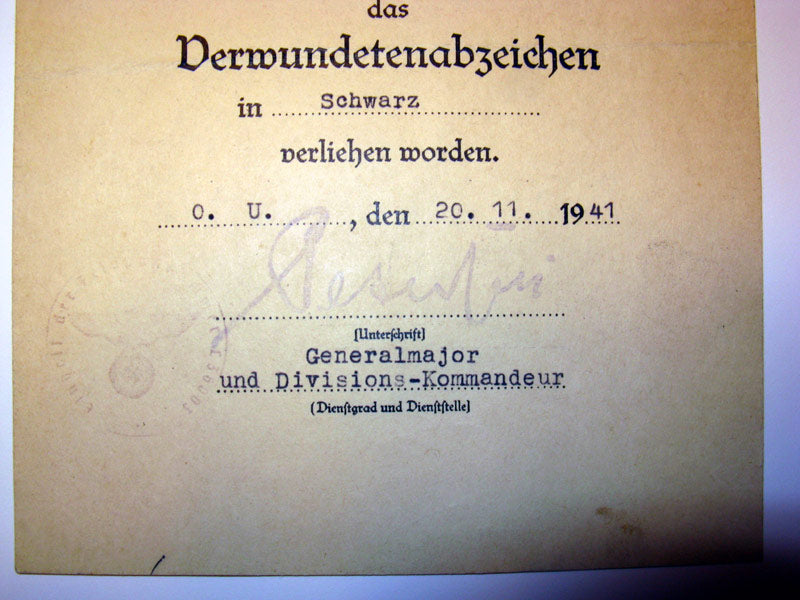 das
Verwundetenabzeichen
in Schwarz
verliehen worden.
O. U. , den 20. 11. 1941
(Unterschrift)
Generalmajor
und Divisions-Kommandeur
(Dienstgrad und Dienststelle)